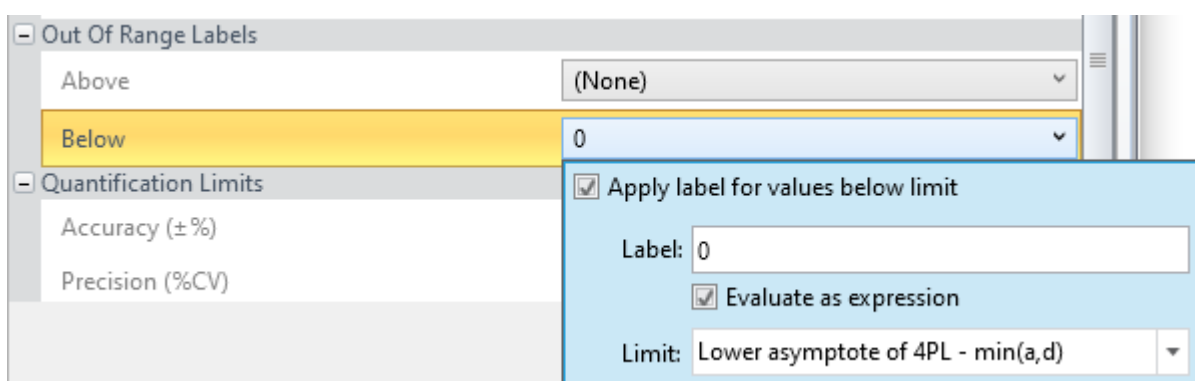 Out Of Range Labels
Above (None)
Below 0
Quantification Limits
Apply label for values below limit
Accuracy (±%)
Label: 0
Precision (%CV)
Evaluate as expression
Limit: Lower asymptote of 4PL - min(a,d)